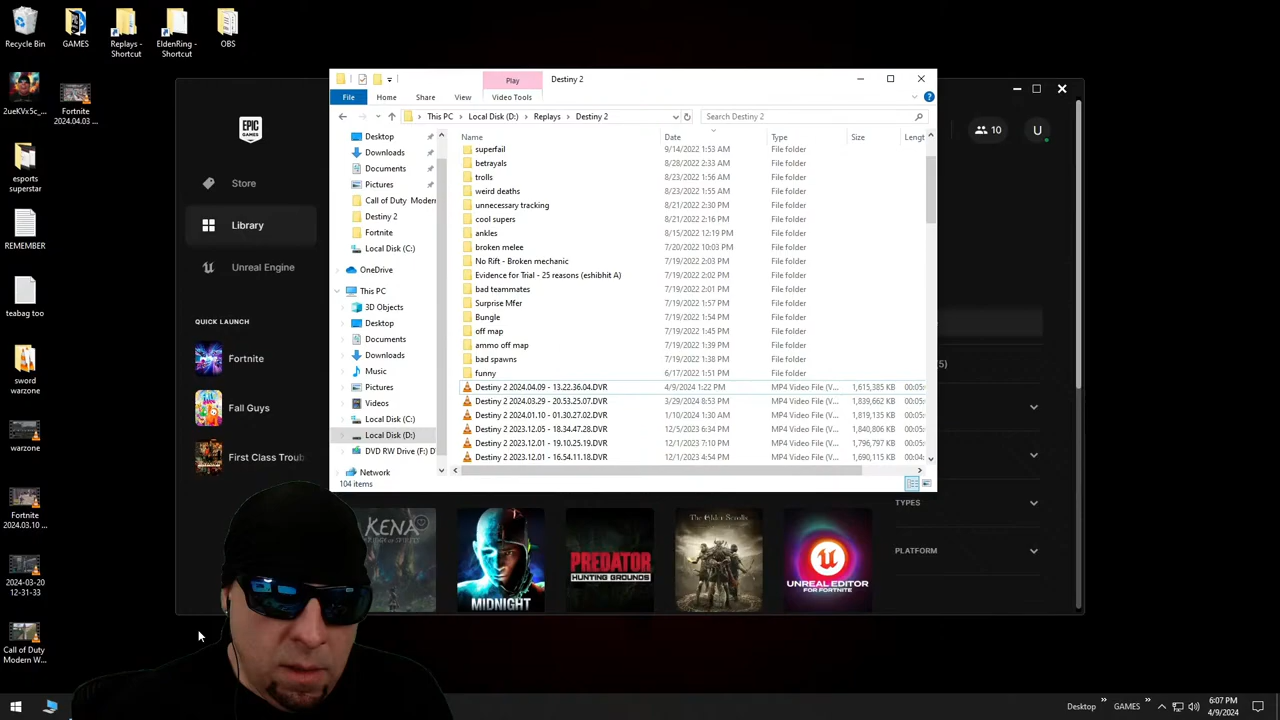 Recycle Bin
GAMES
Replays -
Shortcut
EldenRing -
Shortcut
OBS
2ueKVx5c_...
Fortnite
2024.04.03 ...
esports
superstar
REMEMBER
teabag too
sword
warzone
warzone
Fortnite
2024.03.10 ...
2024-03-20
12-31-33
Call of Duty
Modern W...
EPIC
GAMES
Store
Library
Unreal Engine
QUICK LAUNCH
Fortnite
Fall Guys
First Class Troub
10
U
Play
Destiny 2
File
Home
Share
View
Video Tools
This PC
Local Disk (D:)
Replays
Destiny 2
Search Destiny 2
Desktop
Downloads
Documents
Pictures
Call of Duty Modern
Destiny 2
Fortnite
Local Disk (C:)
OneDrive
This PC
3D Objects
Desktop
Documents
Downloads
Music
Pictures
Videos
Local Disk (C:)
Local Disk (D:)
DVD RW Drive (F:) D
Network
104 items
Name Date Type Size Lengt
superfail 9/14/2022 1:53 AM File folder
betrayals 8/28/2022 2:33 AM File folder
trolls 8/23/2022 1:56 AM File folder
weird deaths 8/23/2022 1:55 AM File folder
unnecessary tracking 8/21/2022 2:30 PM File folder
cool supers 8/21/2022 2:16 PM File folder
ankles 8/15/2022 12:19 PM File folder
broken melee 7/20/2022 10:03 PM File folder
No Rift - Broken mechanic 7/19/2022 2:03 PM File folder
Evidence for Trial - 25 reasons (eshibhit A) 7/19/2022 2:02 PM File folder
bad teammates 7/19/2022 2:01 PM File folder
Surprise Mfer 7/19/2022 1:57 PM File folder
Bungle 7/19/2022 1:54 PM File folder
off map 7/19/2022 1:45 PM File folder
ammo off map 7/19/2022 1:39 PM File folder
bad spawns 7/19/2022 1:38 PM File folder
funny 6/17/2022 1:51 PM File folder
Destiny 2 2024.04.09 - 13.22.36.04.DVR 4/9/2024 1:22 PM MP4 Video File (V... 1,615,385 KB 00:05:
Destiny 2 2024.03.29 - 20.53.25.07.DVR 3/29/2024 8:53 PM MP4 Video File (V... 1,839,662 KB 00:05:
Destiny 2 2024.01.10 - 01.30.27.02.DVR 1/10/2024 1:30 AM MP4 Video File (V... 1,819,135 KB 00:05:
Destiny 2 2023.12.05 - 18.34.47.28.DVR 12/5/2023 6:34 PM MP4 Video File (V... 1,840,806 KB 00:05:
Destiny 2 2023.12.01 - 19.10.25.19.DVR 12/1/2023 7:10 PM MP4 Video File (V... 1,796,797 KB 00:05:
Destiny 2 2023.12.01 - 16.54.11.18.DVR 12/1/2023 4:54 PM MP4 Video File (V... 1,690,115 KB 00:04:
(5)
TYPES
PLATFORM
KENA
MIDNIGHT
PREDATOR
HUNTING GROUNDS
The Elder Scrolls
UNREAL EDITOR
FOR FORTNITE
Desktop
GAMES
6:07 PM
4/9/2024